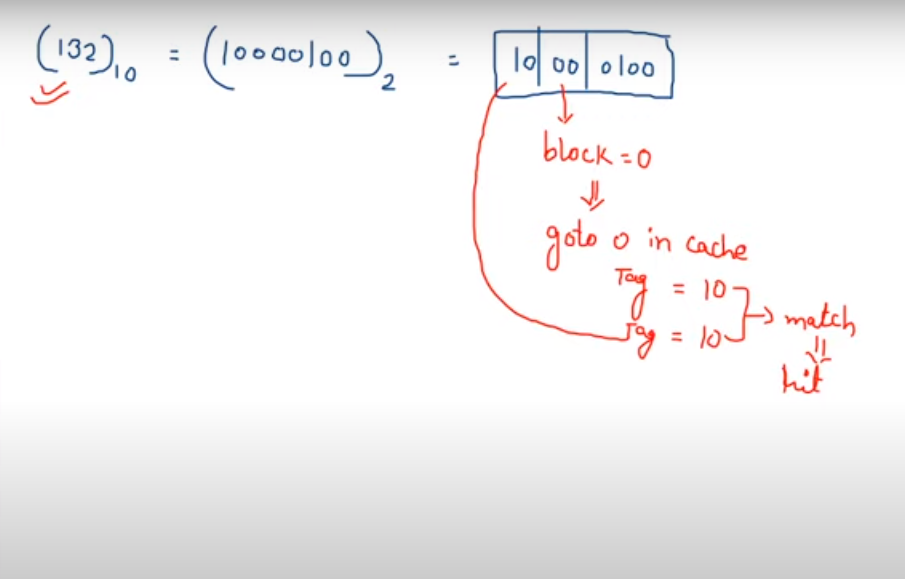 (132)₁₀ = (10000100)₂ = 10 | 00 | 0100
block = 0
⇓
goto 0 in cache
Tag = 10
Tag = 10 → match
⇓
hit